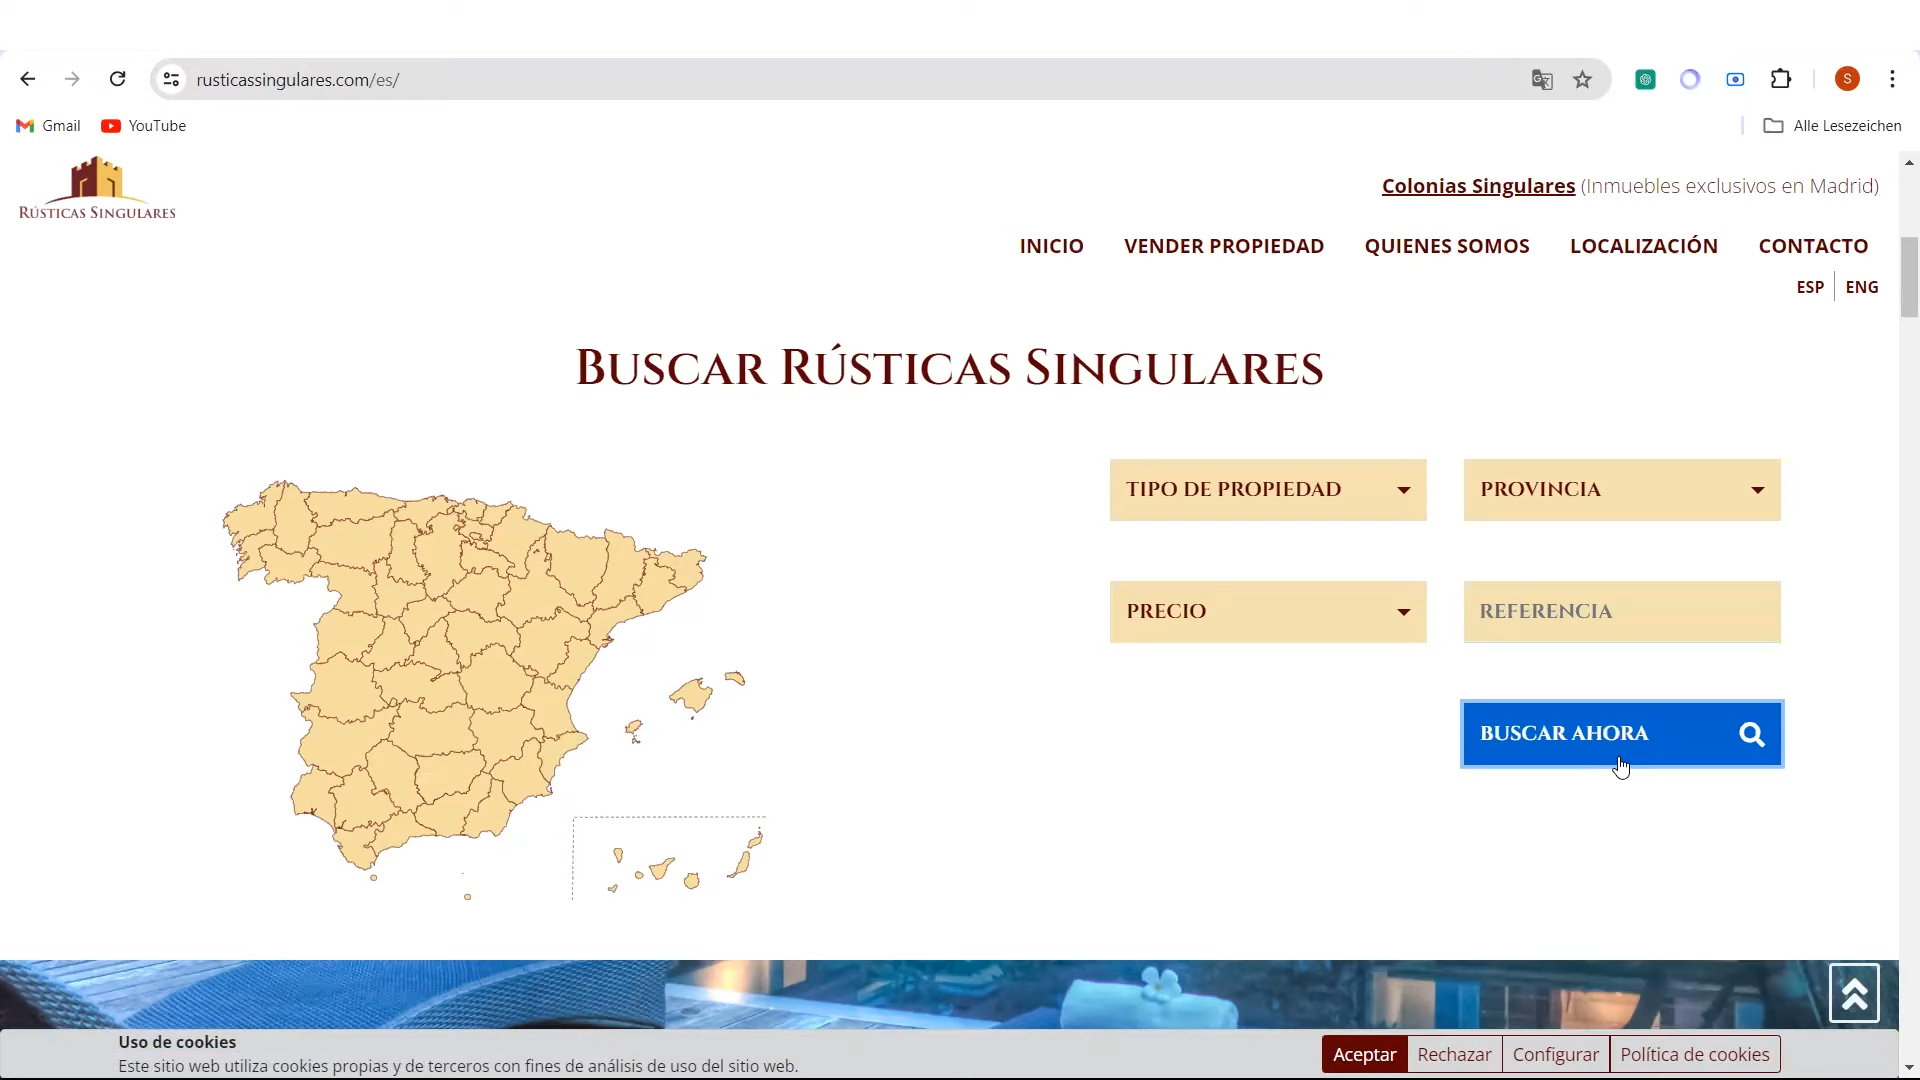 rusticassingulares.com/es/
S
Gmail
YouTube
Alle Lesezeichen
RÚSTICAS SINGULARES
Colonias Singulares (Inmuebles exclusivos en Madrid)
INICIO VENDER PROPIEDAD QUIENES SOMOS LOCALIZACIÓN CONTACTO
ESP ENG
BUSCAR RÚSTICAS SINGULARES
TIPO DE PROPIEDAD PROVINCIA
PRECIO REFERENCIA
BUSCAR AHORA
Uso de cookies
Este sitio web utiliza cookies propias y de terceros con fines de análisis de uso del sitio web.
Aceptar Rechazar Configurar Política de cookies